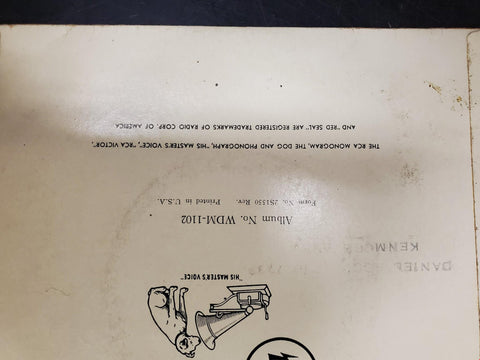 "HIS MASTER'S VOICE"
Album No. WDM-1102
Form No. 2S1550 Rev. Printed in U.S.A.
THE RCA MONOGRAM, THE DOG AND PHONOGRAPH, "HIS MASTER'S VOICE", "RCA VICTOR",
AND "RED SEAL" ARE REGISTERED TRADEMARKS OF RADIO CORP. OF AMERICA
DANIEL
KENMORE